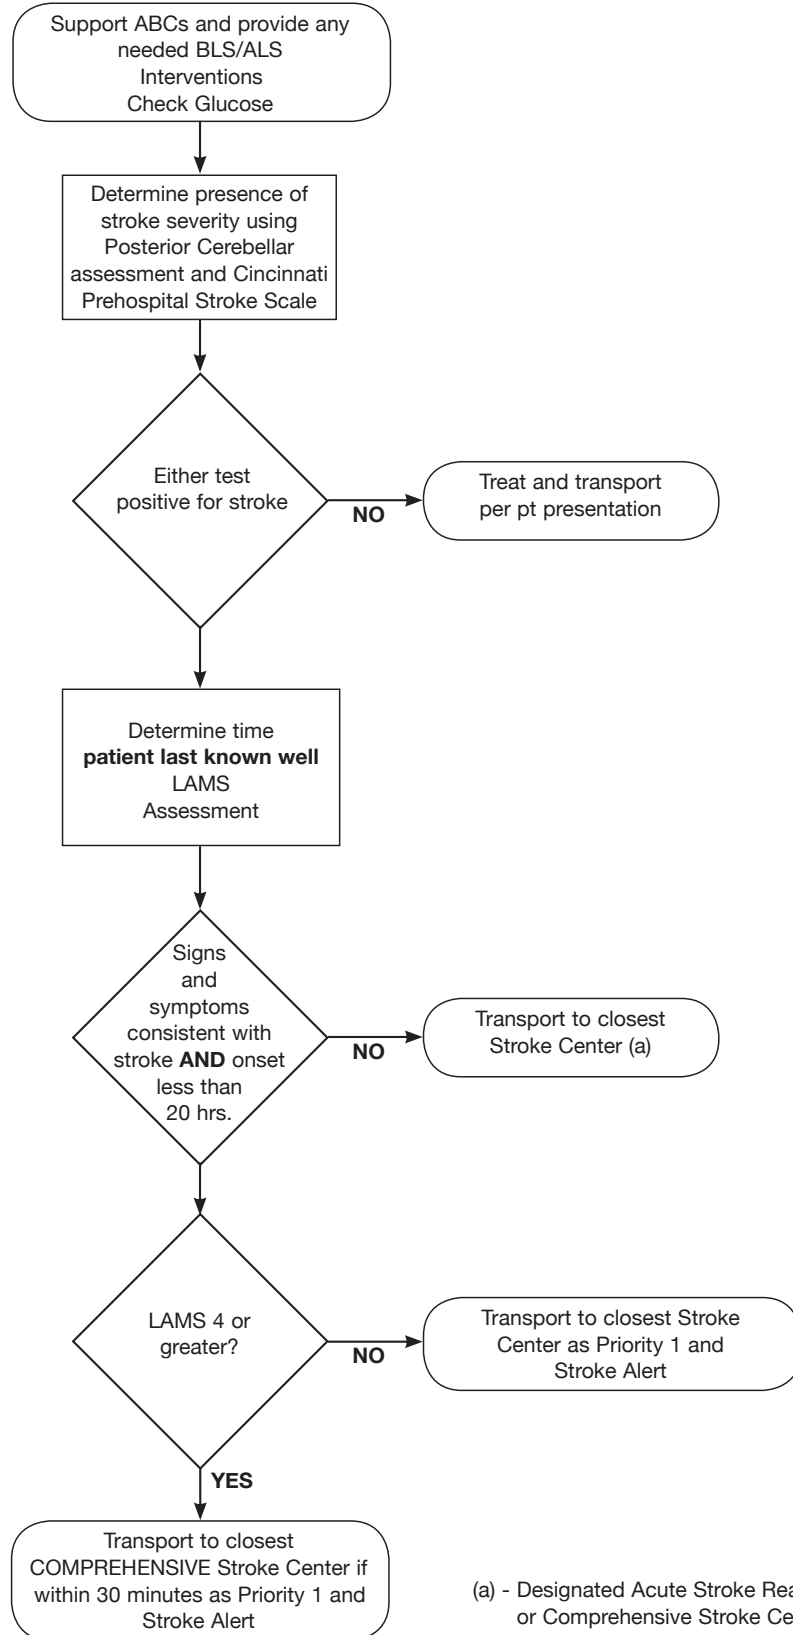 Support ABCs and provide any
needed BLS/ALS
Interventions
Check Glucose
Determine presence of
stroke severity using
Posterior Cerebellar
assessment and Cincinnati
Prehospital Stroke Scale
Either test
positive for stroke
NO
Treat and transport
per pt presentation
Determine time
patient last known well
LAMS
Assessment
Signs
and
symptoms
consistent with
stroke AND onset
less than
20 hrs.
NO
Transport to closest
Stroke Center (a)
LAMS 4 or
greater?
NO
Transport to closest Stroke
Center as Priority 1 and
Stroke Alert
YES
Transport to closest
COMPREHENSIVE Stroke Center if
within 30 minutes as Priority 1 and
Stroke Alert
(a) - Designated Acute Stroke
or Comprehensive Stroke